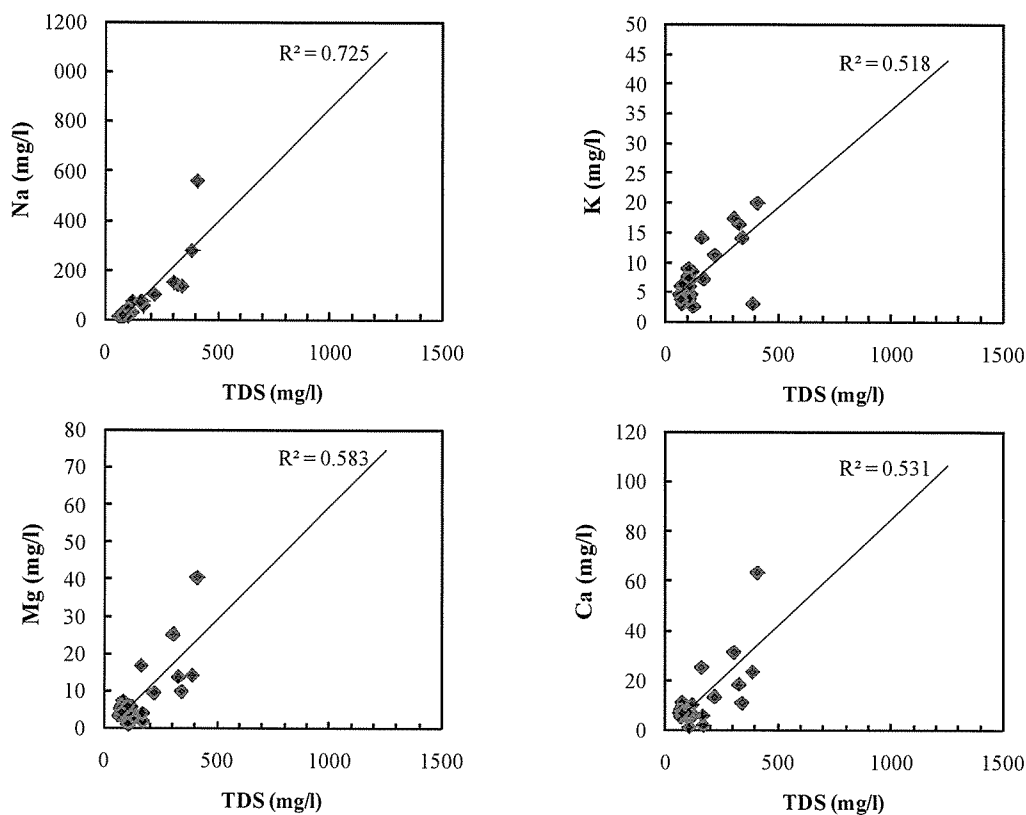 1200
R² = 0.725
000
800
600
400
200
0
Na (mg/l)
0 500 1000 1500
TDS (mg/l)
50
R² = 0.518
45
40
35
30
25
20
15
10
5
0
K (mg/l)
0 500 1000 1500
TDS (mg/l)
80
R² = 0.583
70
60
50
40
30
20
10
0
Mg (mg/l)
0 500 1000 1500
TDS (mg/l)
120
R² = 0.531
100
80
60
40
20
0
Ca (mg/l)
0 500 1000 1500
TDS (mg/l)